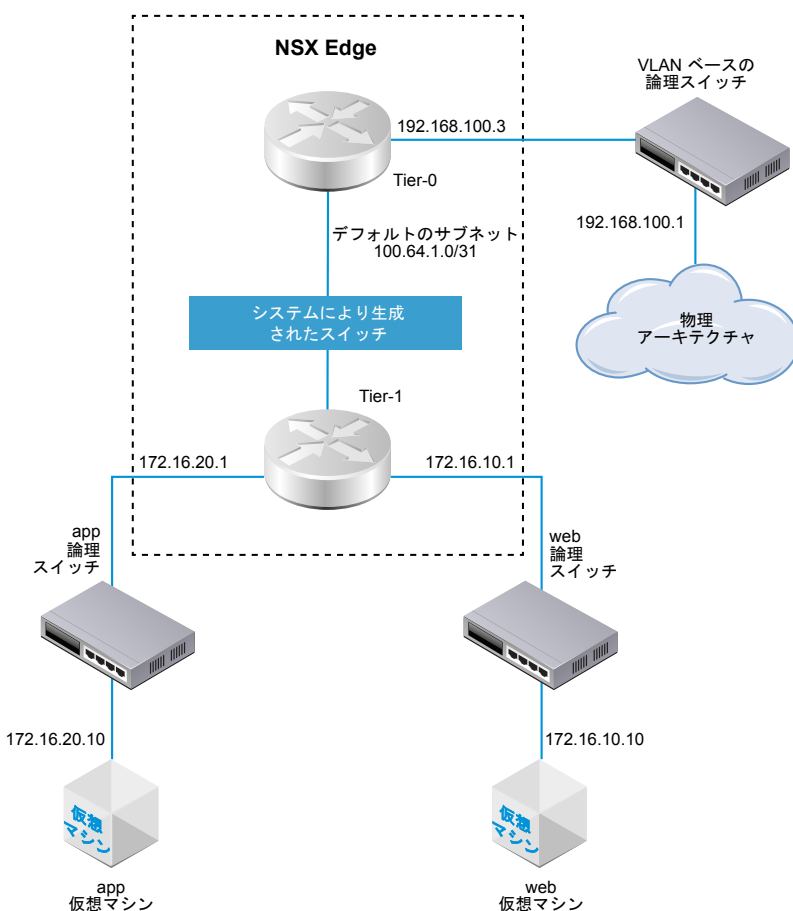 NSX Edge
VLAN ベースの
論理スイッチ
192.168.100.3
Tier-0
192.168.100.1
デフォルトのサブネット
100.64.1.0/31
システムにより生成
されたスイッチ
物理
アーキテクチャ
Tier-1
172.16.20.1
172.16.10.1
app
論理
スイッチ
web
論理
スイッチ
172.16.20.10
172.16.10.10
仮想
マシン
仮想
マシン
app
仮想マシン
web
仮想マシン